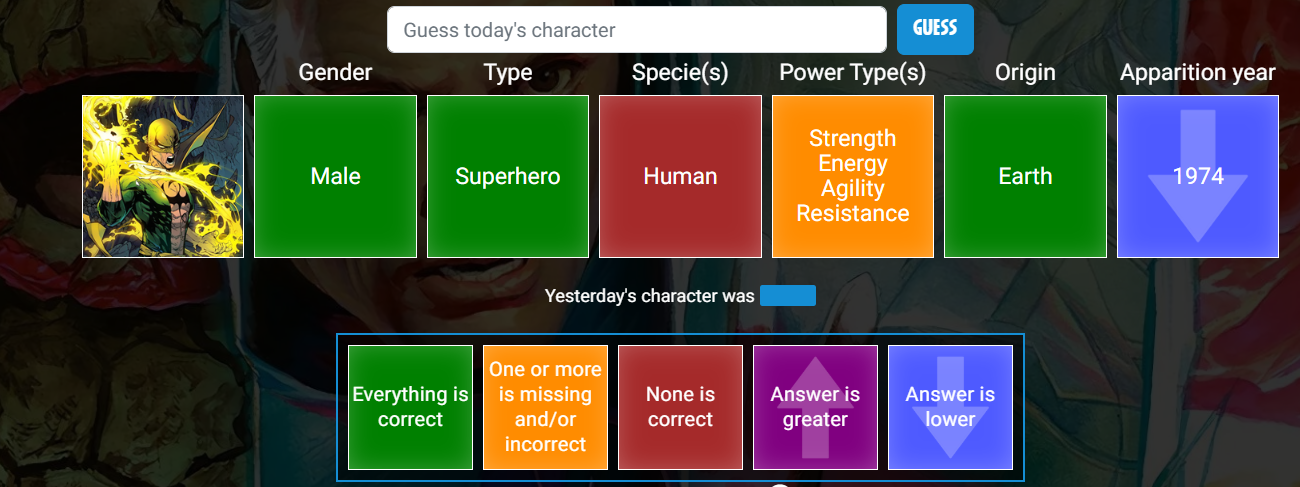 Guess today's character
GUESS
Gender
Type
Specie(s)
Power Type(s)
Origin
Apparition year
Male
Superhero
Human
Strength
Energy
Agility
Resistance
Earth
1974
Yesterday's character was
Everything is
correct
One or more
is missing
and/or
incorrect
None is
correct
Answer is
greater
Answer is
lower